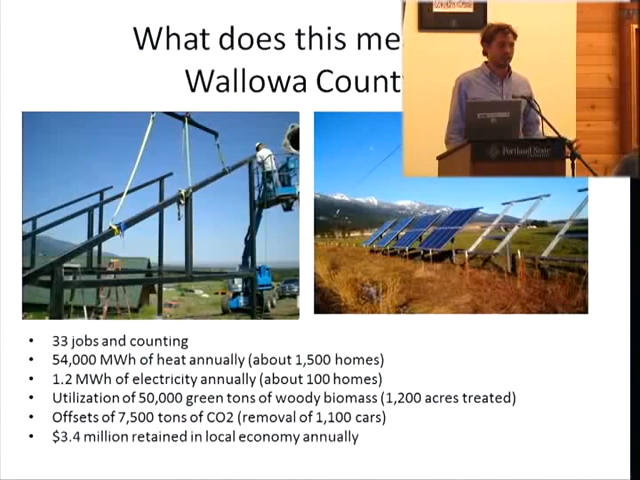 What does this me
Wallowa Count
Portland State
33 jobs and counting
54,000 MWh of heat annually (about 1,500 homes)
1.2 MWh of electricity annually (about 100 homes)
Utilization of 50,000 green tons of woody biomass (1,200 acres treated)
Offsets of 7,500 tons of CO2 (removal of 1,100 cars)
$3.4 million retained in local economy annually